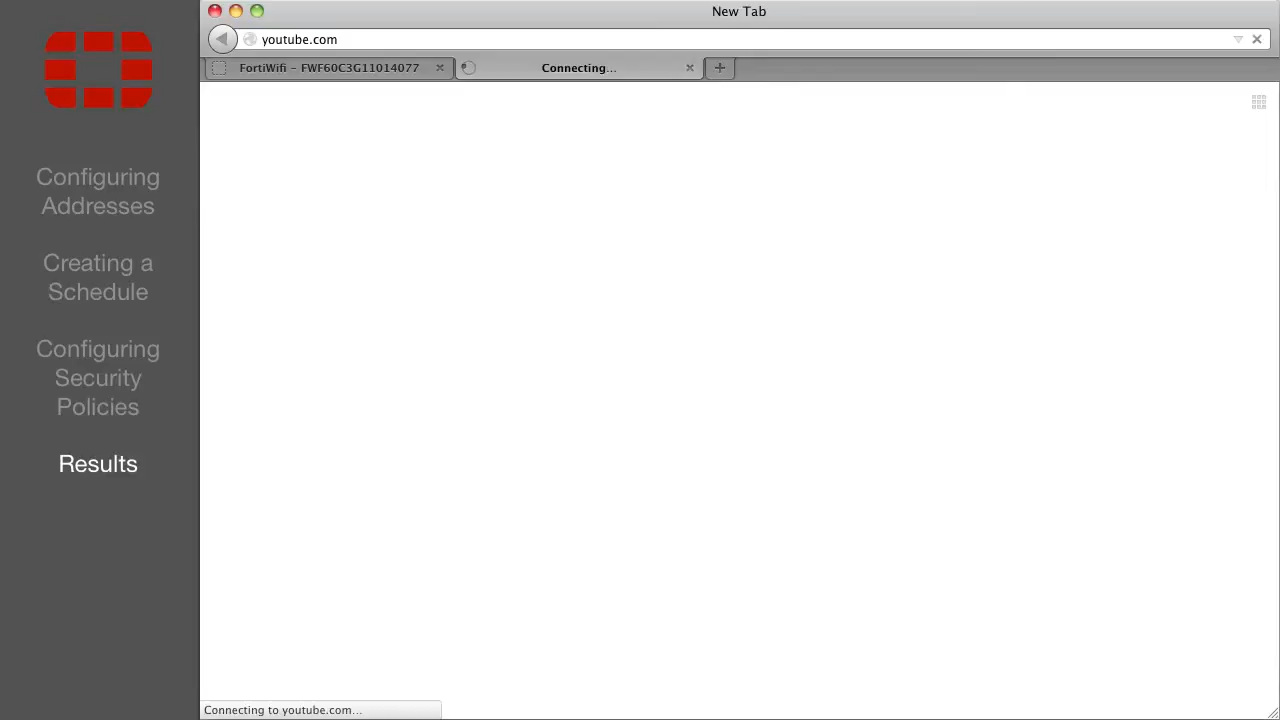 New Tab
youtube.com
FortiWifi - FWF60C3G11014077
Connecting...
Configuring
Addresses
Creating a
Schedule
Configuring
Security
Policies
Results
Connecting to youtube.com...